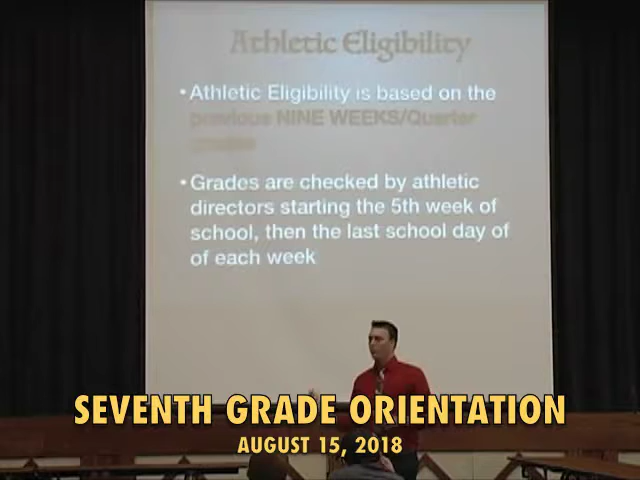 Athletic Eligibility
• Athletic Eligibility is based on the
previous NINE WEEKS/Quarter
grades
• Grades are checked by athletic
directors starting the 5th week of
school, then the last school day of
of each week
SEVENTH GRADE ORIENTATION
AUGUST 15, 2018